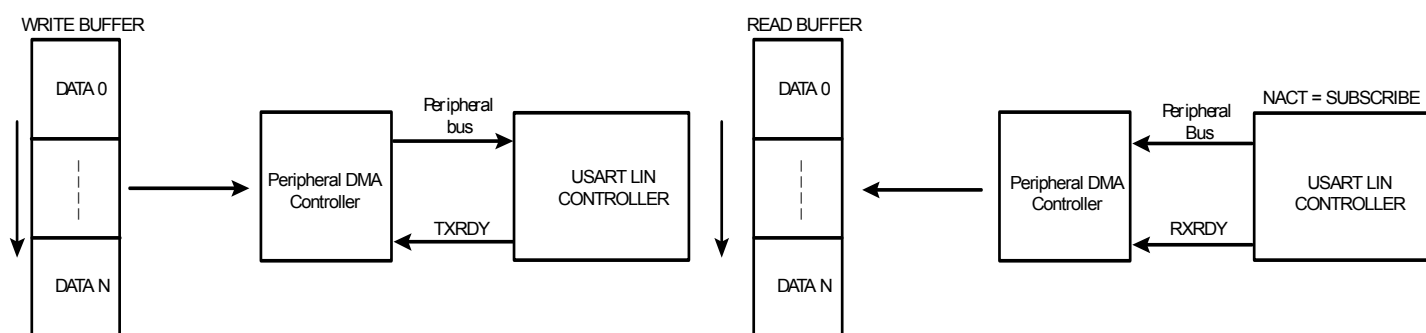 WRITE BUFFER
DATA 0
DATA N
Peripheral DMA
Controller
Peripheral
bus
TXRDY
USART LIN
CONTROLLER
READ BUFFER
DATA 0
DATA N
Peripheral DMA
Controller
Peripheral
Bus
RXRDY
NACT = SUBSCRIBE
USART LIN
CONTROLLER